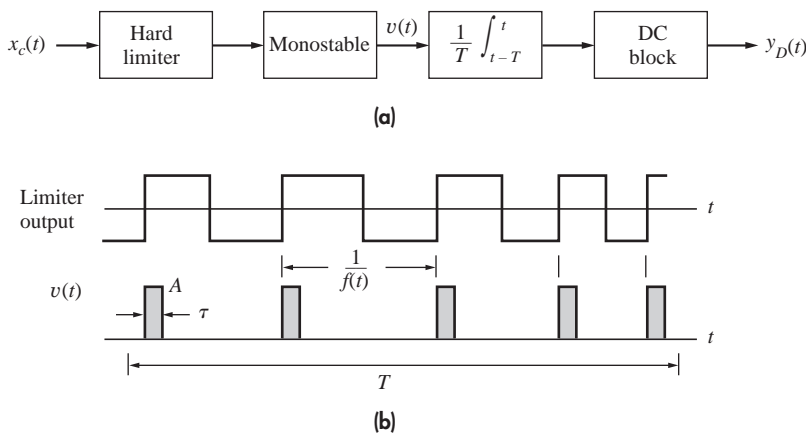 x_c(t)
Hard limiter
Monostable
v(t)
1/T ∫_{t – T}^{t}
DC block
y_D(t)
(a)
Limiter output
t
1/f(t)
v(t)
A
τ
t
T
(b)